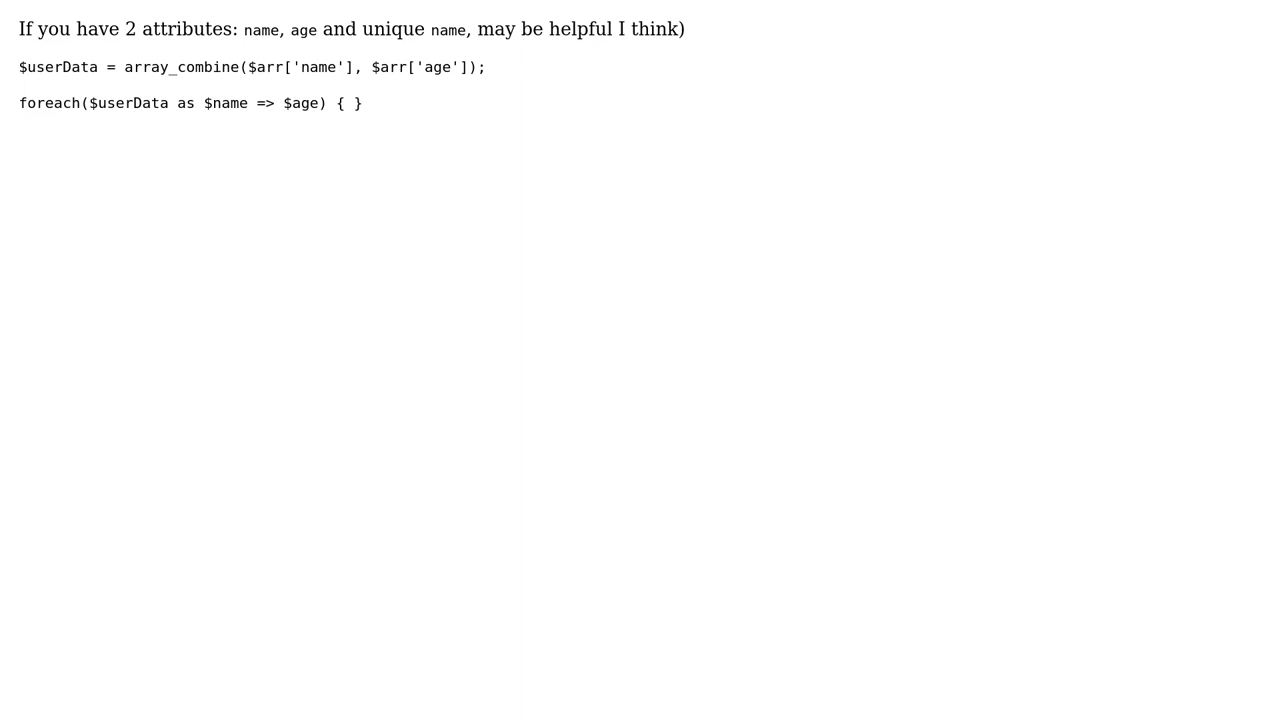 If you have 2 attributes: name, age and unique name, may be helpful I think)
$userData = array_combine($arr['name'], $arr['age']);
foreach($userData as $name => $age) { }